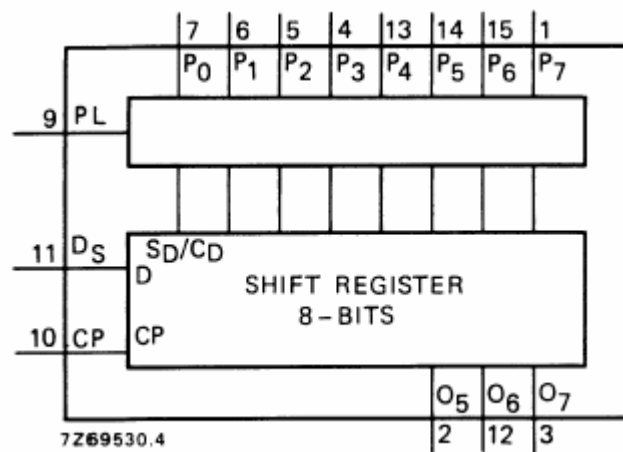 7 6 5 4 13 14 15 1
P0 P1 P2 P3 P4 P5 P6 P7
9 PL
SD/CD
11 DS D
SHIFT REGISTER
8-BITS
10 CP CP
O5 O6 O7
7Z69530.4 2 12 3